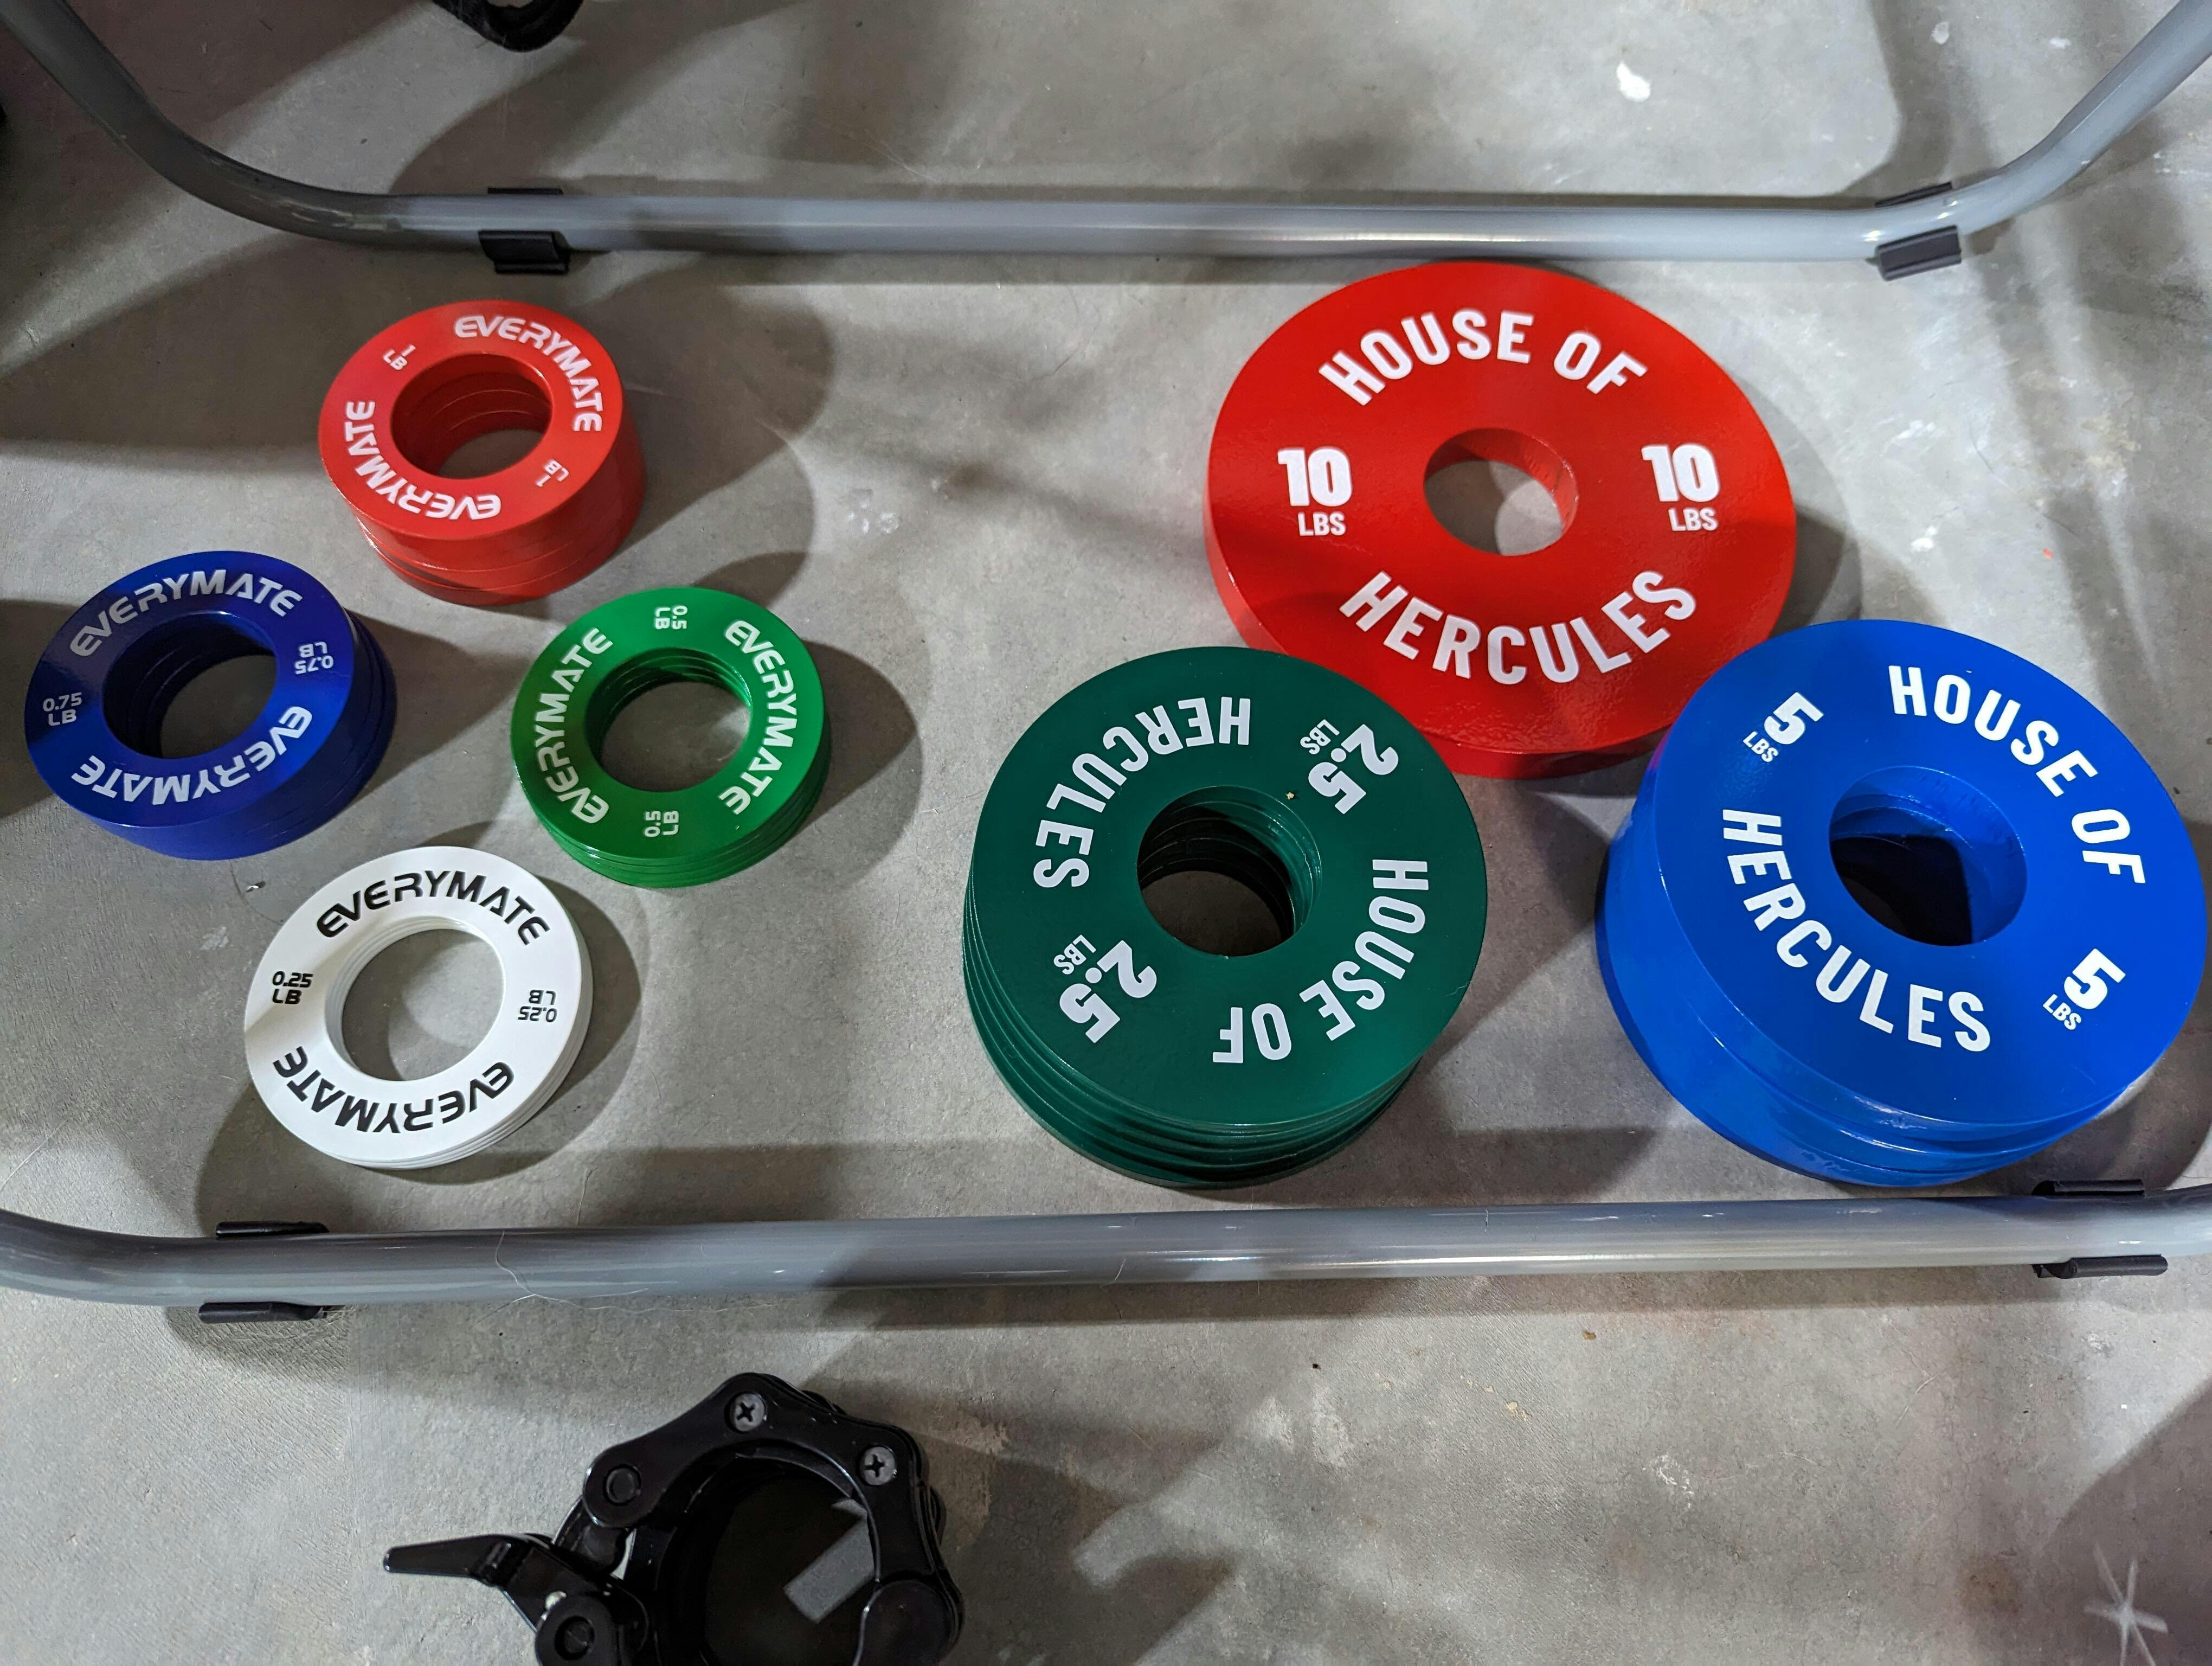 EVERYMATE
1
LB
1
LB
EVERYMATE
EVERYMATE
0.75
LB
0.75
LB
EVERYMATE
0.5
LB
EVERYMATE
EVERYMATE
0.5
LB
EVERYMATE
0.25
LB
0.25
LB
EVERYMATE
HOUSE OF
10
LBS
10
LBS
HERCULES
HOUSE OF
2.5
LBS
2.5
LBS
HERCULES
HOUSE OF
5
LBS
5
LBS
HERCULES